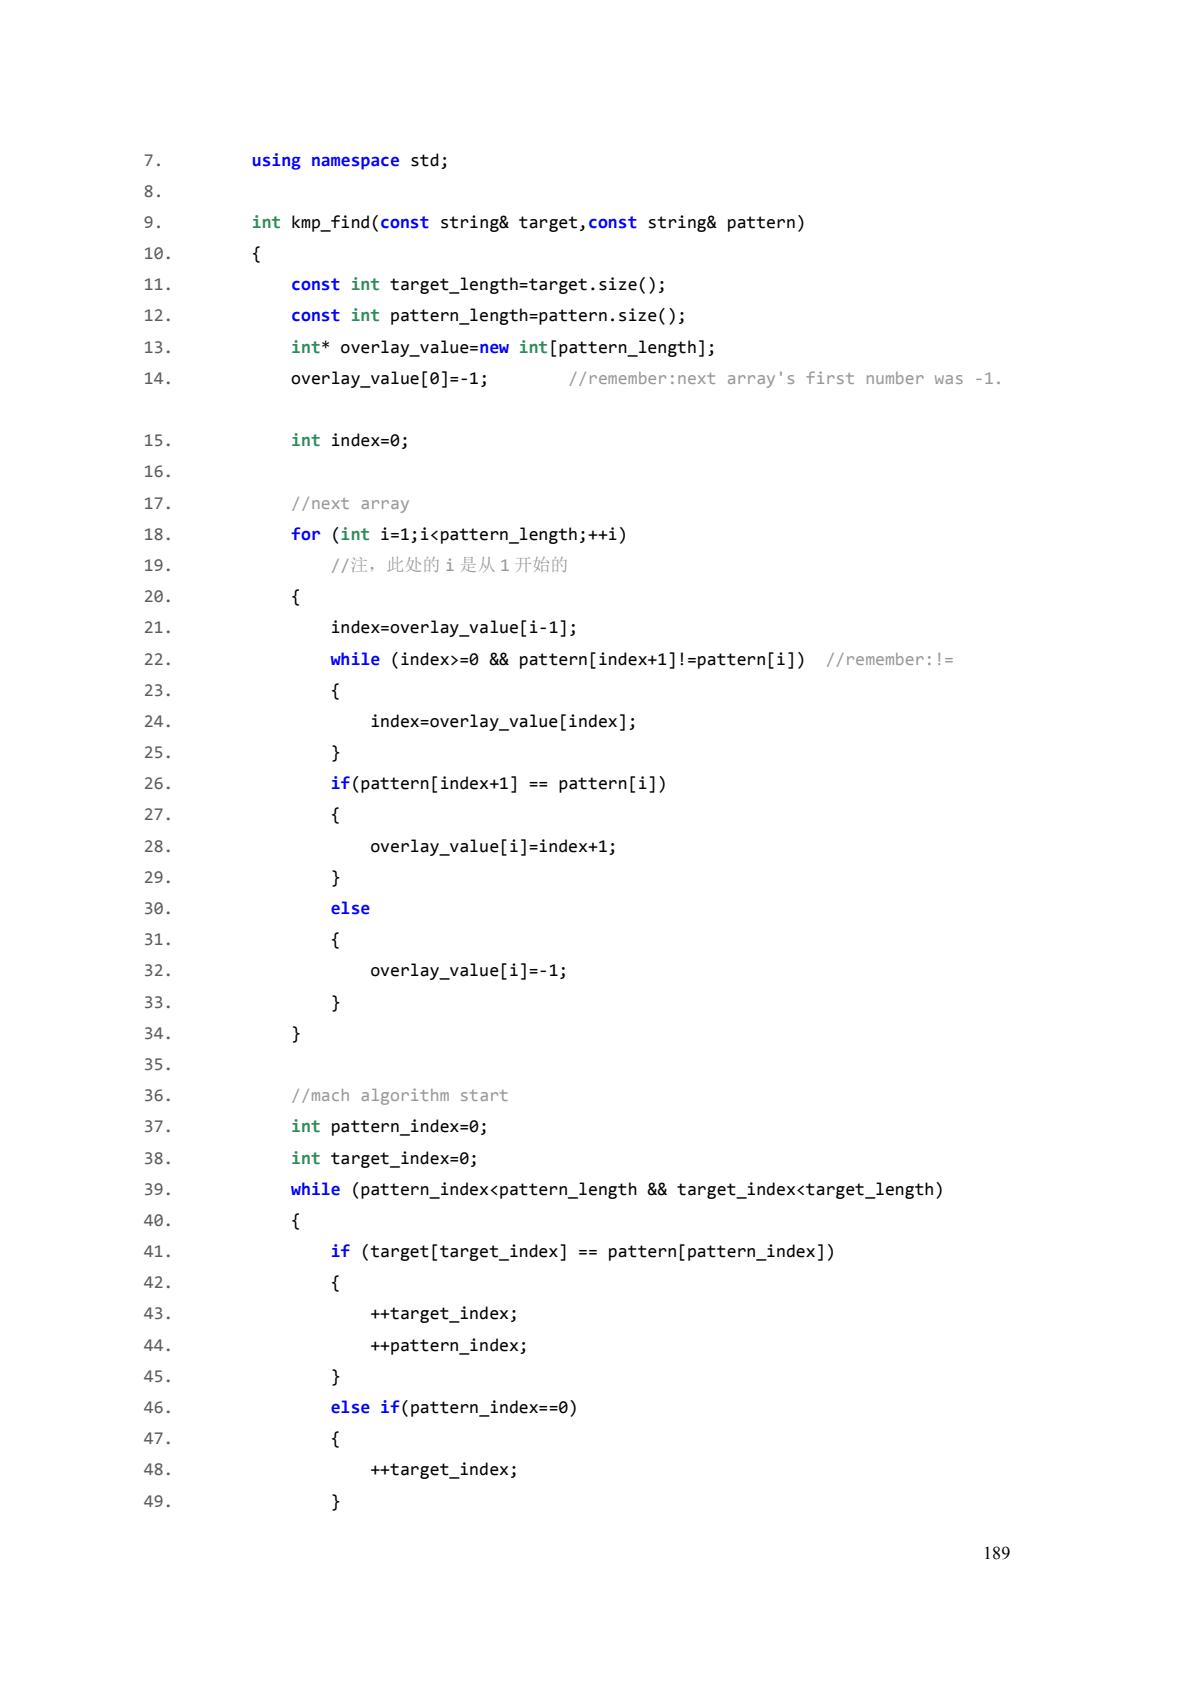 7. using namespace std;
8.
9. int kmp_find(const string& target,const string& pattern)
10. {
11. const int target_length=target.size();
12. const int pattern_length=pattern.size();
13. int* overlay_value=new int[pattern_length];
14. overlay_value[0]=-1; //remember:next array's first number was -1.
15. int index=0;
16.
17. //next array
18. for (int i=1;i<pattern_length;++i)
19. //注，此处的 i 是从 1 开始的
20. {
21. index=overlay_value[i-1];
22. while (index>=0 && pattern[index+1]!=pattern[i]) //remember:!=
23. {
24. index=overlay_value[index];
25. }
26. if(pattern[index+1] == pattern[i])
27. {
28. overlay_value[i]=index+1;
29. }
30. else
31. {
32. overlay_value[i]=-1;
33. }
34. }
35.
36. //mach algorithm start
37. int pattern_index=0;
38. int target_index=0;
39. while (pattern_index<pattern_length && target_index<target_length)
40. {
41. if (target[target_index] == pattern[pattern_index])
42. {
43. ++target_index;
44. ++pattern_index;
45. }
46. else if(pattern_index==0)
47. {
48. ++target_index;
49. }
189